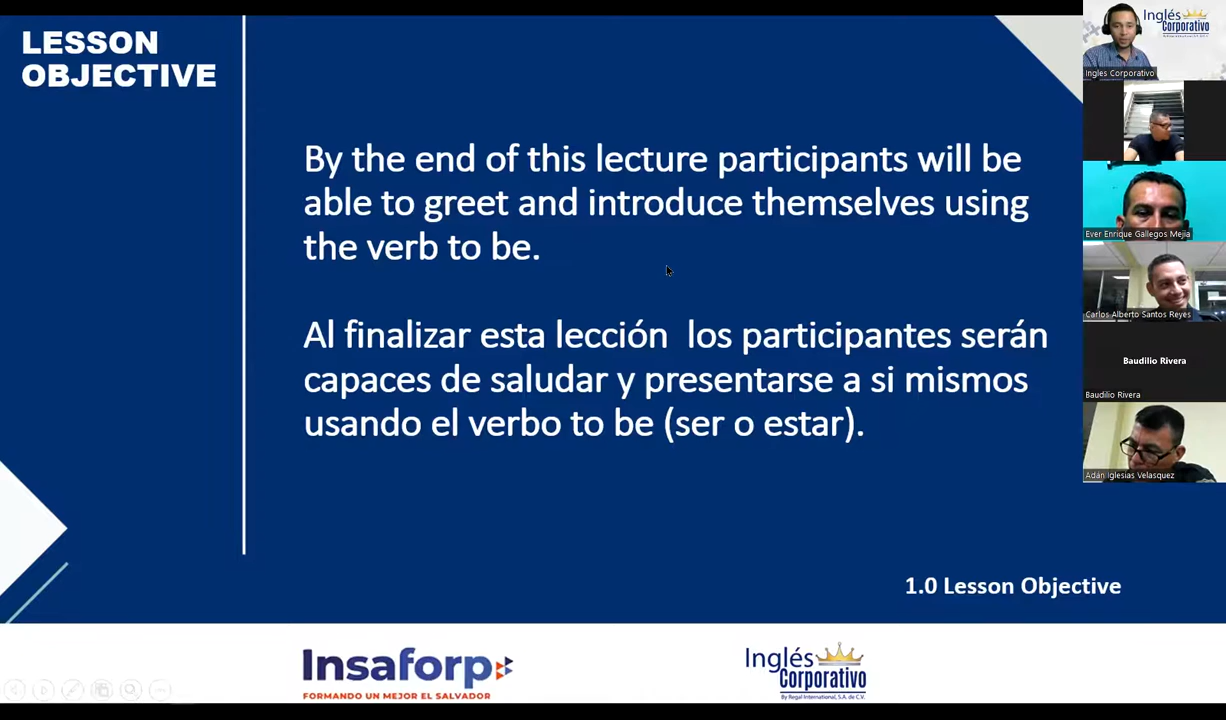 LESSON
OBJECTIVE
By the end of this lecture participants will be
able to greet and introduce themselves using
the verb to be.
Al finalizar esta lección los participantes serán
capaces de saludar y presentarse a si mismos
usando el verbo to be (ser o estar).
1.0 Lesson Objective
Insaforp
FORMANDO UN MEJOR EL SALVADOR
Inglés
Corporativo
By Regal International, S.A. de C.V.
Inglés
Corporativo
Ingles Corporativo
Ever Enrique Gallegos Mejia
Carlos Alberto Santos Reyes
Baudilio Rivera
Baudilio Rivera
Adán Iglesias Velasquez